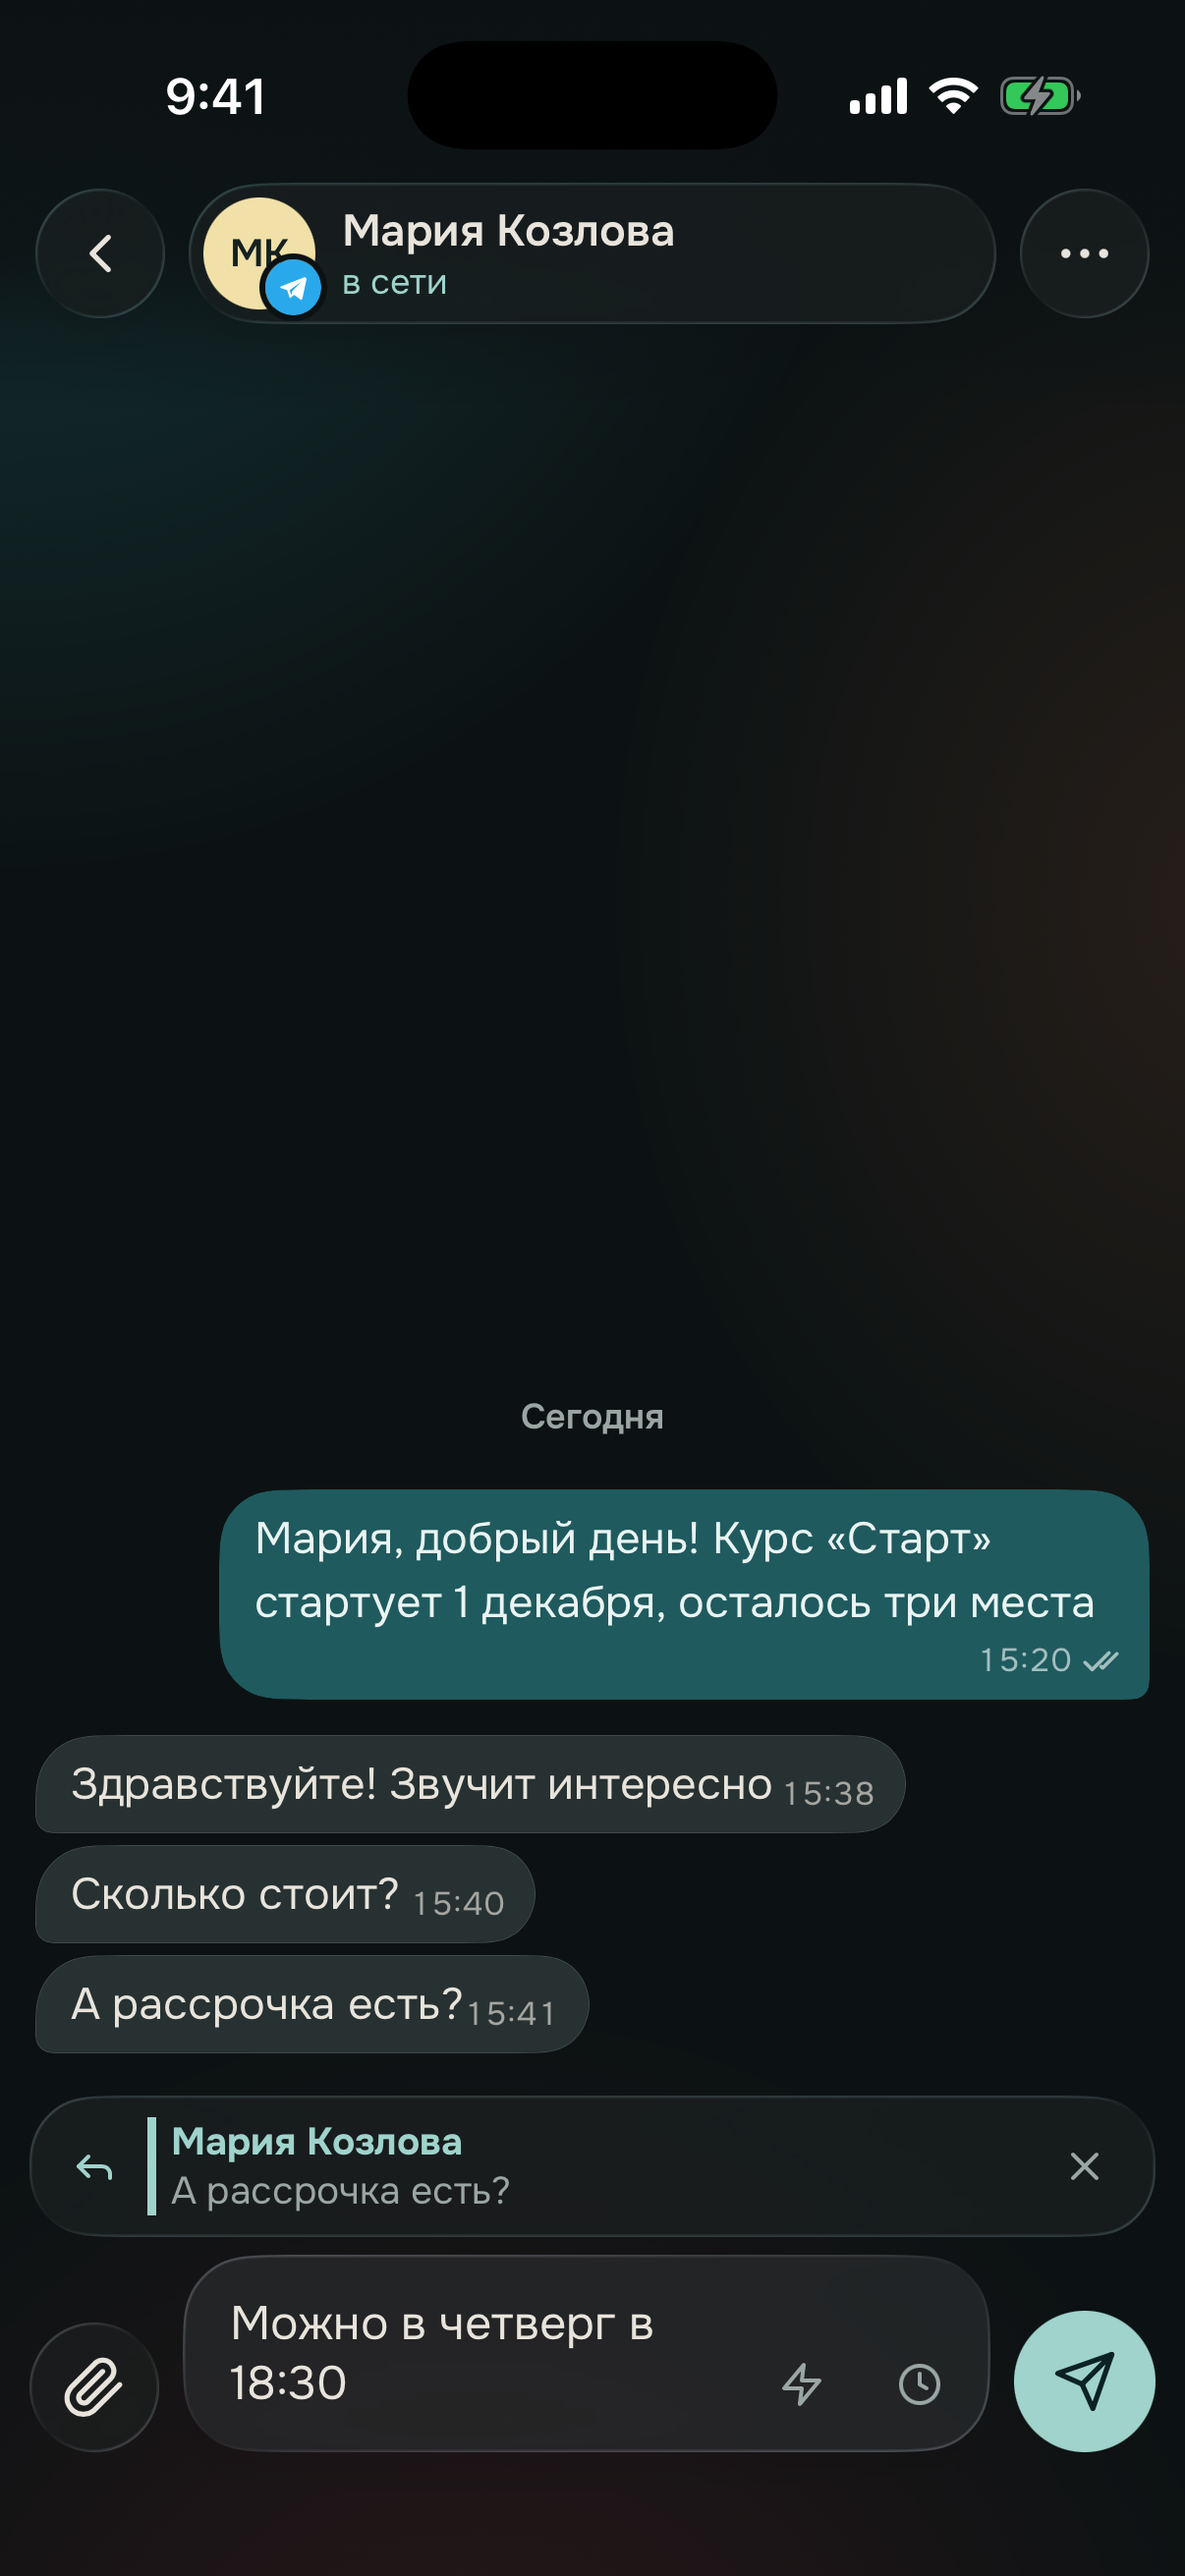 9:41
МК
Мария Козлова
в сети
Сегодня
Мария, добрый день! Курс «Старт»
стартует 1 декабря, осталось три места
15:20
Здравствуйте! Звучит интересно 15:38
Сколько стоит? 15:40
А рассрочка есть? 15:41
Мария Козлова
А рассрочка есть?
Можно в четверг в
18:30